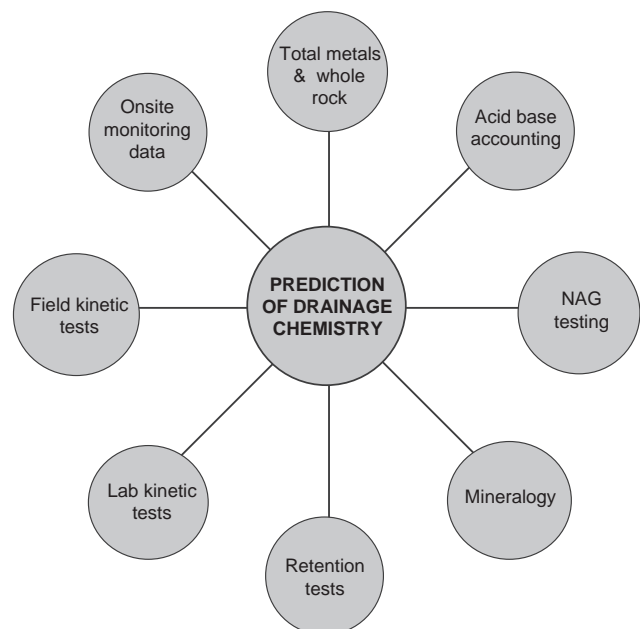 Total metals
& whole
rock
Onsite
monitoring
data
Acid base
accounting
PREDICTION
OF DRAINAGE
CHEMISTRY
Field kinetic
tests
NAG
testing
Lab kinetic
tests
Mineralogy
Retention
tests